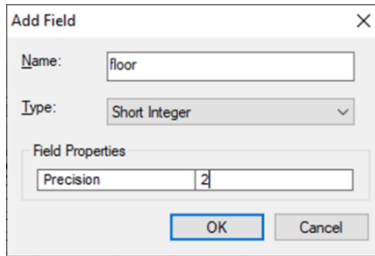 Add Field
Name: floor
Type: Short Integer
Field Properties
Precision 2
OK Cancel